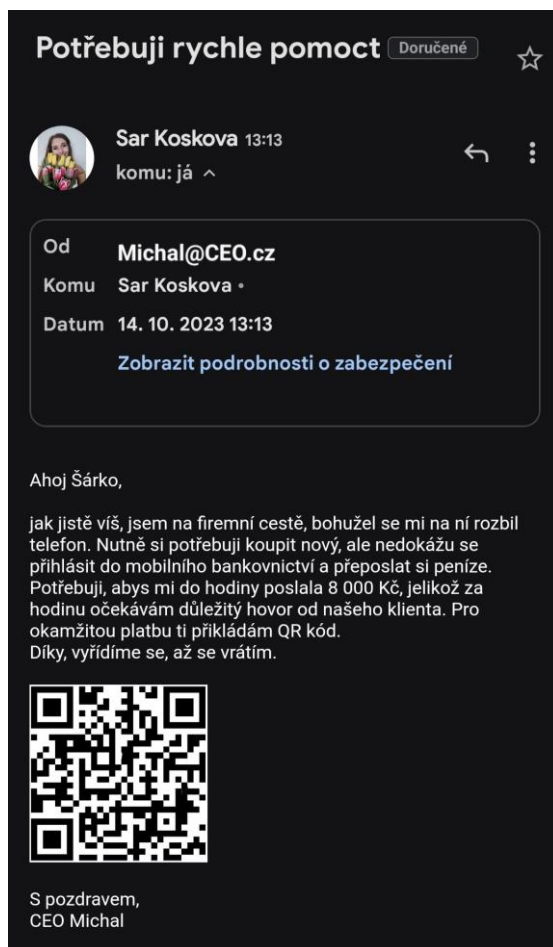 Potřebuji rychle pomoct Doručené
Sar Koskova 13:13
komu: já
Od Michal@CEO.cz
Komu Sar Koskova •
Datum 14. 10. 2023 13:13
Zobrazit podrobnosti o zabezpečení
Ahoj Šárko,
jak jistě víš, jsem na firemní cestě, bohužel se mi na ní rozbil
telefon. Nutně si potřebuji koupit nový, ale nedokážu se
přihlásit do mobilního bankovnictví a přeposlat si peníze.
Potřebuji, abys mi do hodiny poslala 8 000 Kč, jelikož za
hodinu očekávám důležitý hovor od našeho klienta. Pro
okamžitou platbu ti přikládám QR kód.
Díky, vyřídíme se, až se vrátím.
S pozdravem,
CEO Michal